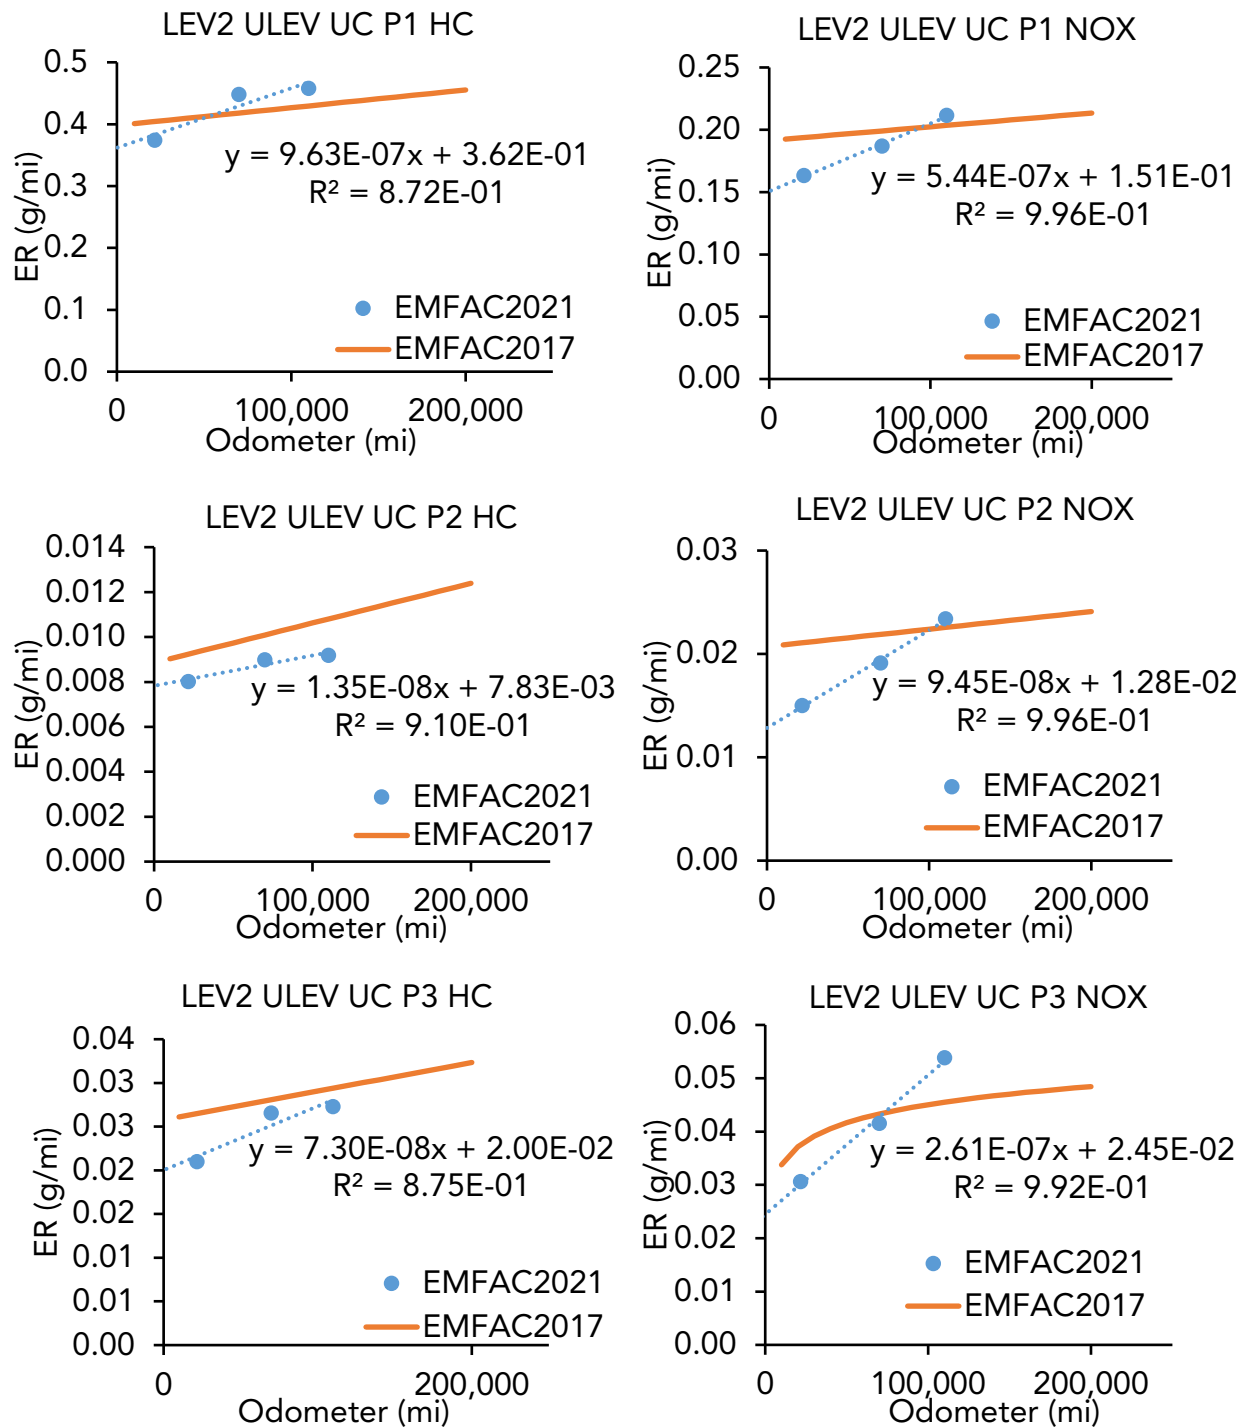 LEV2 ULEV UC P1 HC
0.5
0.4
0.3
0.2
0.1
0.0
ER (g/mi)
y = 9.63E-07x + 3.62E-01
R² = 8.72E-01
EMFAC2021
EMFAC2017
0 100,000 200,000
Odometer (mi)
LEV2 ULEV UC P1 NOX
0.25
0.20
0.15
0.10
0.05
0.00
ER (g/mi)
y = 5.44E-07x + 1.51E-01
R² = 9.96E-01
EMFAC2021
EMFAC2017
0 100,000 200,000
Odometer (mi)
LEV2 ULEV UC P2 HC
0.014
0.012
0.010
0.008
0.006
0.004
0.002
0.000
ER (g/mi)
y = 1.35E-08x + 7.83E-03
R² = 9.10E-01
EMFAC2021
EMFAC2017
0 100,000 200,000
Odometer (mi)
LEV2 ULEV UC P2 NOX
0.03
0.02
0.01
0.00
ER (g/mi)
y = 9.45E-08x + 1.28E-02
R² = 9.96E-01
EMFAC2021
EMFAC2017
0 100,000 200,000
Odometer (mi)
LEV2 ULEV UC P3 HC
0.04
0.03
0.03
0.02
0.02
0.01
0.01
0.00
ER (g/mi)
y = 7.30E-08x + 2.00E-02
R² = 8.75E-01
EMFAC2021
EMFAC2017
0 200,000
Odometer (mi)
LEV2 ULEV UC P3 NOX
0.06
0.05
0.04
0.03
0.02
0.01
0.00
ER (g/mi)
y = 2.61E-07x + 2.45E-02
R² = 9.92E-01
EMFAC2021
EMFAC2017
0 100,000 200,000
Odometer (mi)